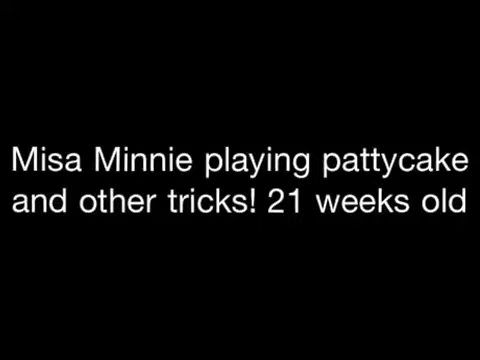 Misa Minnie playing pattycake
and other tricks! 21 weeks old